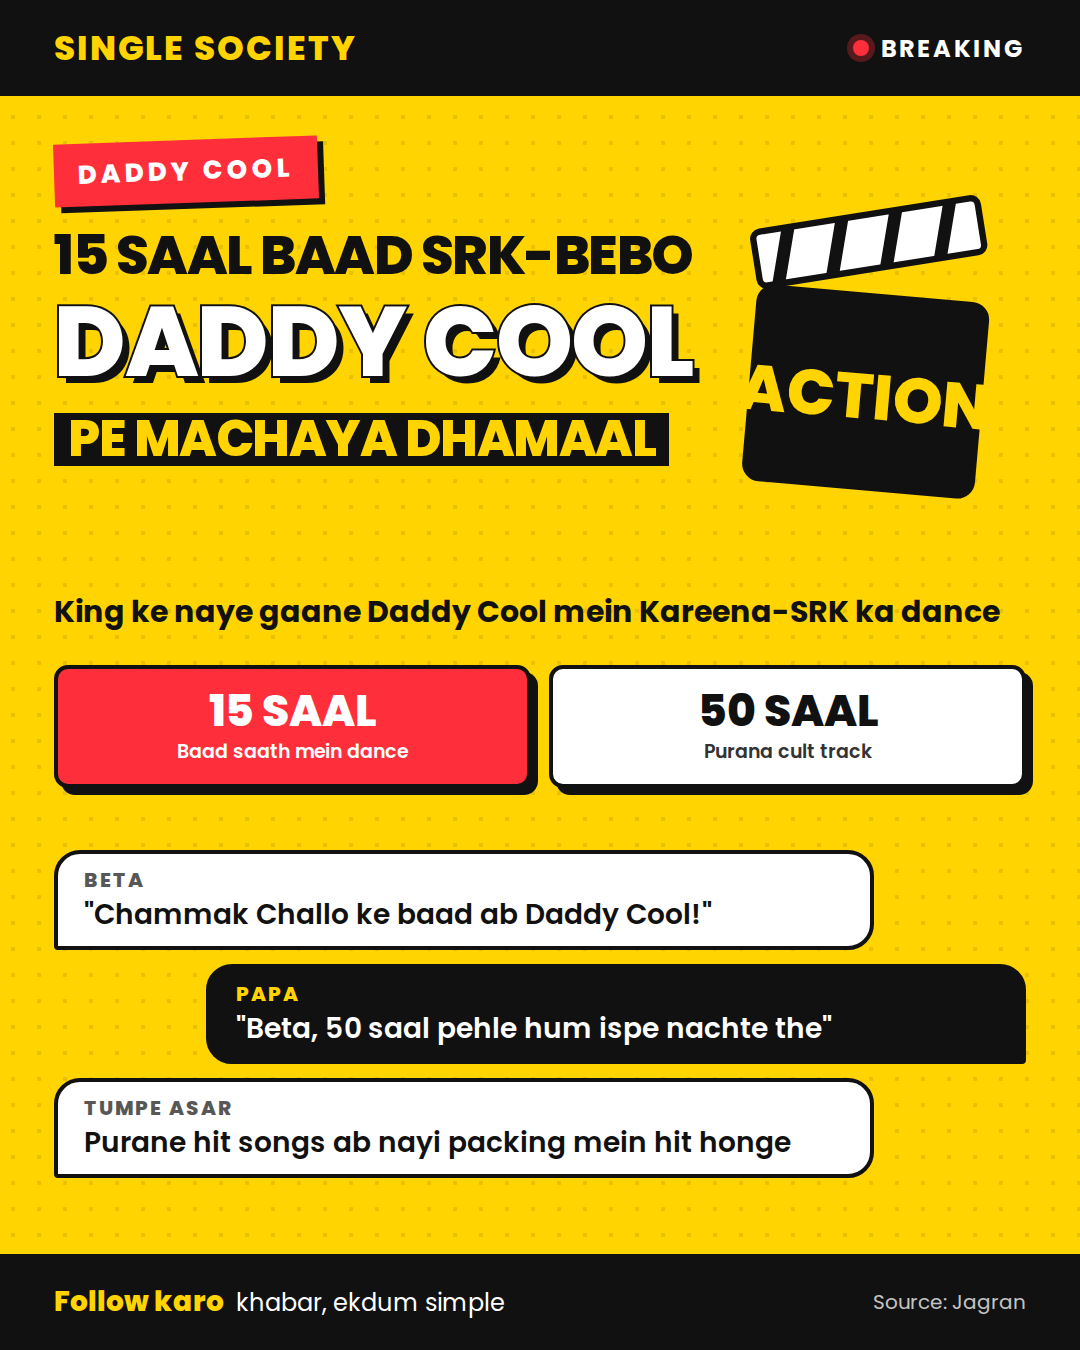 SINGLE SOCIETY
BREAKING
DADDY COOL
15 SAAL BAAD SRK-BEBO
DADDY COOL
PE MACHAYA DHAMAAL
ACTION
King ke naye gaane Daddy Cool mein Kareena-SRK ka dance
15 SAAL
Baad saath mein dance
50 SAAL
Purana cult track
BETA
"Chammak Challo ke baad ab Daddy Cool!"
PAPA
"Beta, 50 saal pehle hum ispe nachte the"
TUMPE ASAR
Purane hit songs ab nayi packing mein hit honge
Follow karo khabar, ekdum simple
Source: Jagran